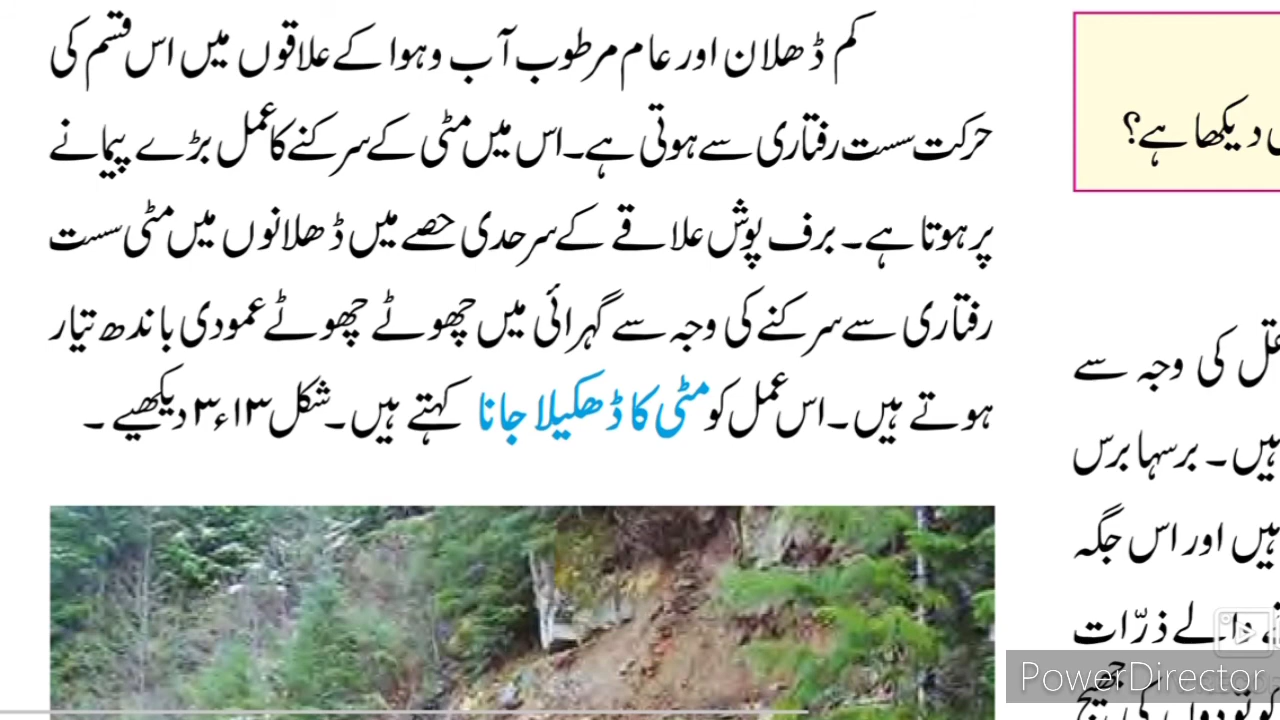 کم ڈھلان اور عام مرطوب آب و ہوا کے علاقوں میں اس قسم کی
حرکت سست رفتاری سے ہوتی ہے۔ اس میں مٹی کے سرکنے کا عمل بڑے پیمانے
پر ہوتا ہے۔ برف پوش علاقے کے سرحدی حصے میں ڈھلانوں میں مٹی سست
رفتاری سے سرکنے کی وجہ سے گہرائی میں چھوٹے چھوٹے عمودی باندھ تیار
ہوتے ہیں۔ اس عمل کو مٹی کا ڈھکیلا جانا کہتے ہیں۔ شکل ۳ء۱۳ دیکھیے ۔
دیکھا ہے؟
کی وجہ سے
ہیں۔ برسہا برس
ہیں اور اس جگہ
والے ذرّات
PowerDirector